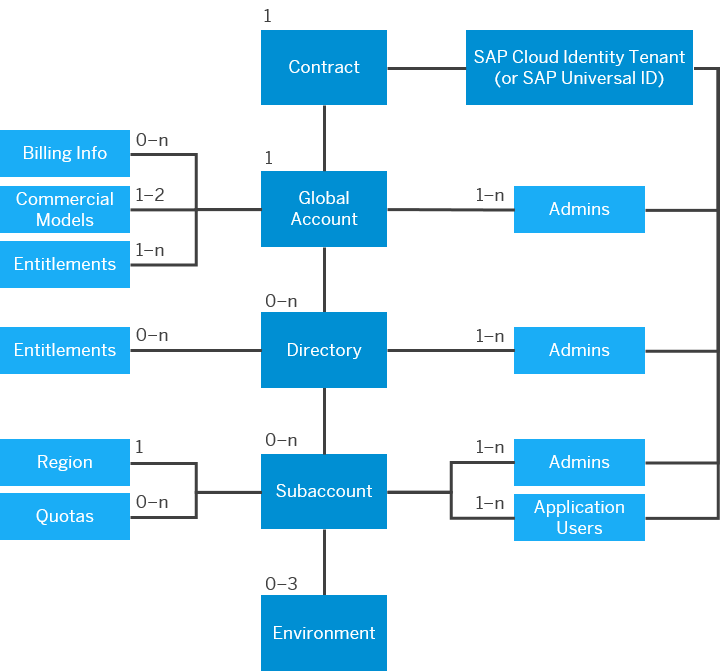 1
Contract
SAP Cloud Identity Tenant
(or SAP Universal ID)
Billing Info
0–n
1
Commercial
Models
1–2
Global
Account
1–n
Admins
Entitlements
1–n
0–n
Entitlements
0–n
Directory
1–n
Admins
0–n
Region
1
1–n
Admins
Subaccount
Quotas
0–n
1–n
Application
Users
0–3
Environment